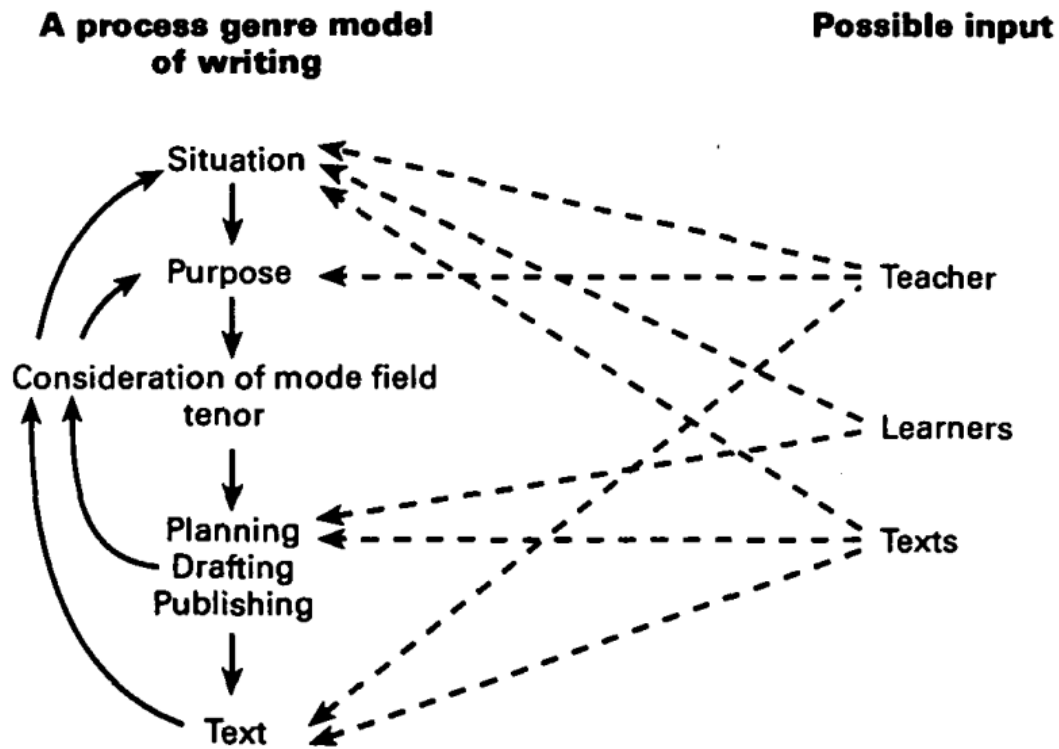 A process genre model
of writing
Possible input
Situation
Purpose
Teacher
Consideration of mode field
tenor
Learners
Planning
Drafting
Publishing
Texts
Text